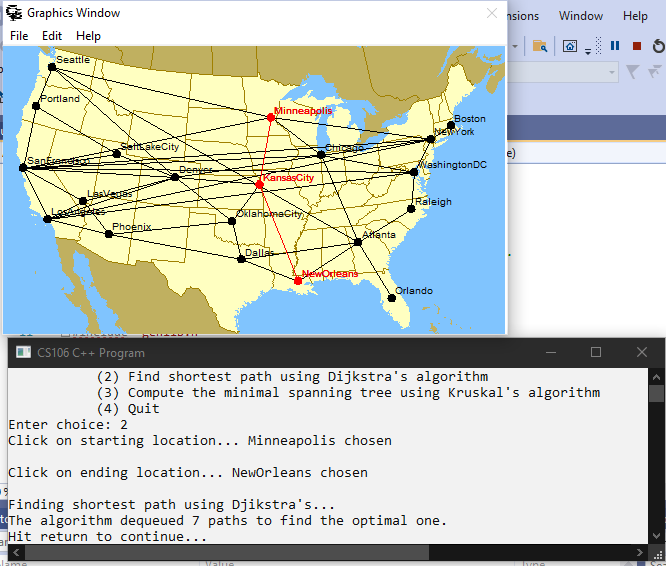 Graphics Window
nsions Window Help
File Edit Help
Seattle
Portland
Minneapolis
Boston
NewYork
SaltLakeCity
Chicago
SanFrancisco
WashingtonDC
Denver
KansasCity
LasVegas
Raleigh
LosAngeles
OklahomaCity
Phoenix
Atlanta
Dallas
NewOrleans
Orlando
CS106 C++ Program
(2) Find shortest path using Dijkstra's algorithm
(3) Compute the minimal spanning tree using Kruskal's algorithm
(4) Quit
Enter choice: 2
Click on starting location... Minneapolis chosen
Click on ending location... NewOrleans chosen
Finding shortest path using Djikstra's...
The algorithm dequeued 7 paths to find the optimal one.
Hit return to continue...
Value
Type